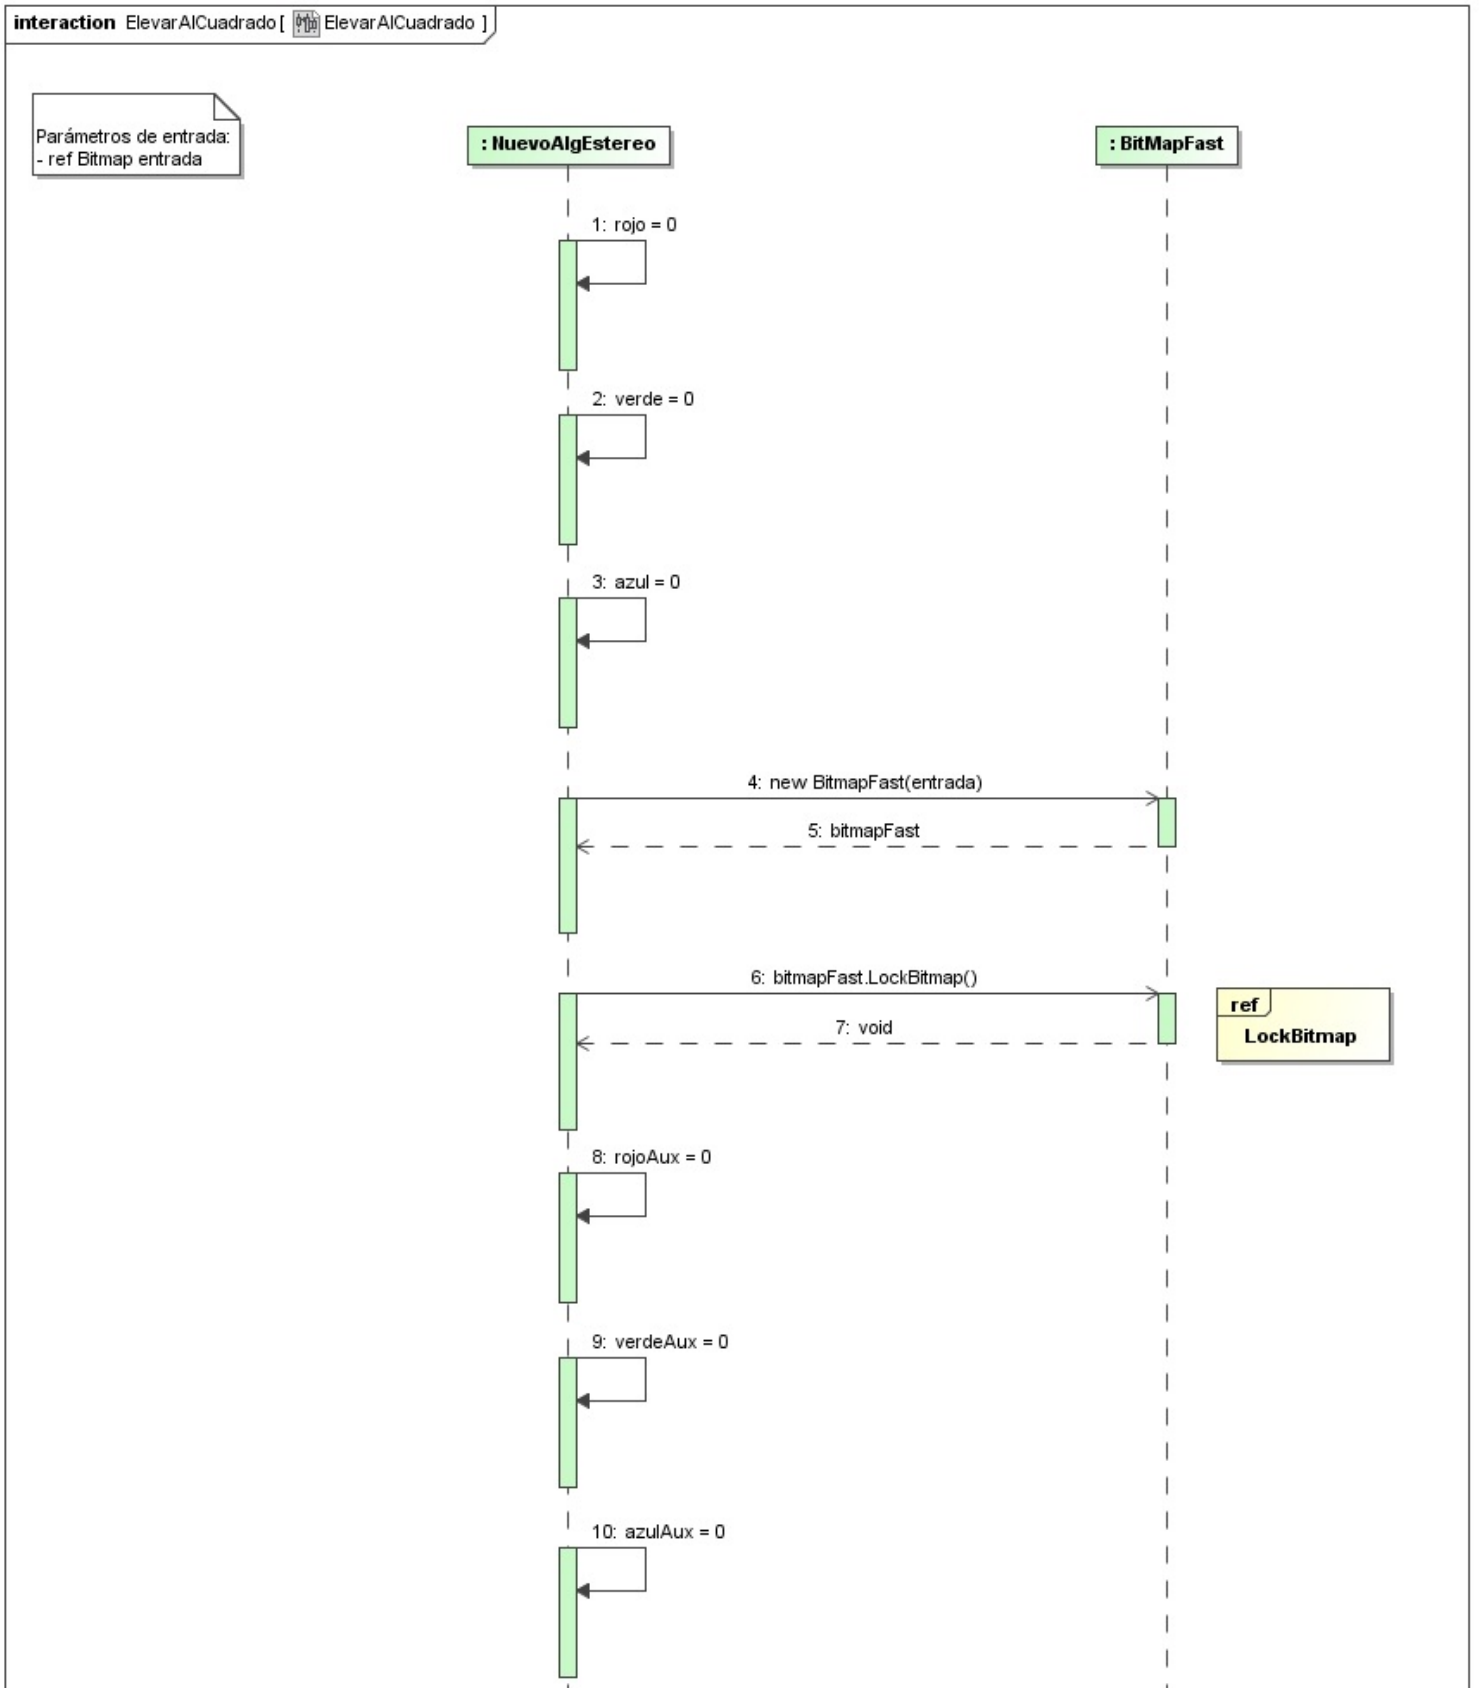 interaction ElevarAlCuadrado[ ElevarAlCuadrado ]
Parámetros de entrada:
- ref Bitmap entrada
: NuevoAlgEstereo
: BitMapFast
1: rojo = 0
2: verde = 0
3: azul = 0
4: new BitmapFast(entrada)
5: bitmapFast
6: bitmapFast.LockBitmap()
7: void
ref
LockBitmap
8: rojoAux = 0
9: verdeAux = 0
10: azulAux = 0